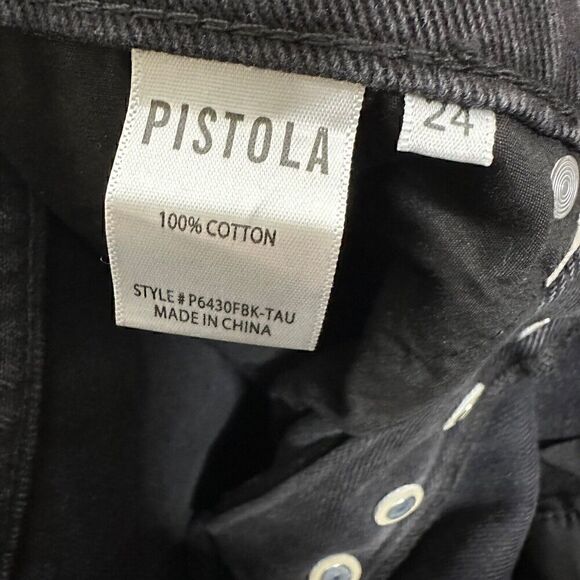 PISTOLA
24
100% COTTON
STYLE # P6430FBK-TAU
MADE IN CHINA